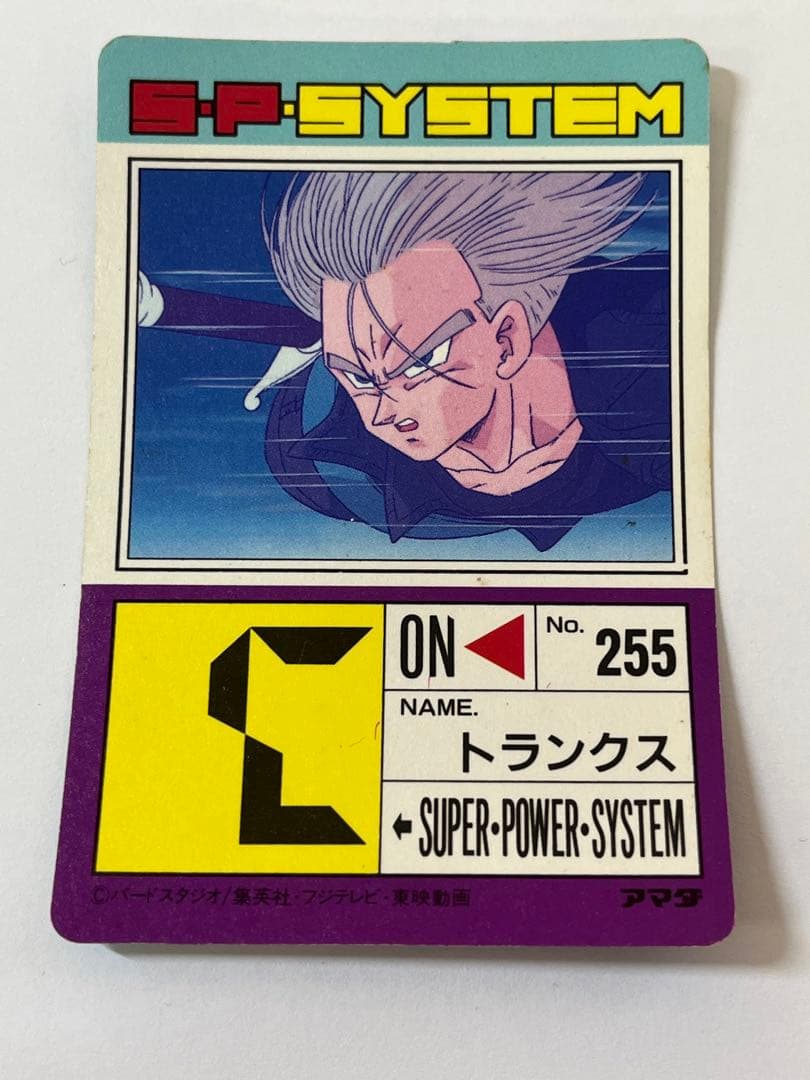 S·P·SYSTEM
ON
No. 255
NAME.
トランクス
←SUPER·POWER·SYSTEM
©バードスタジオ/集英社・フジテレビ・東映動画
アマダ